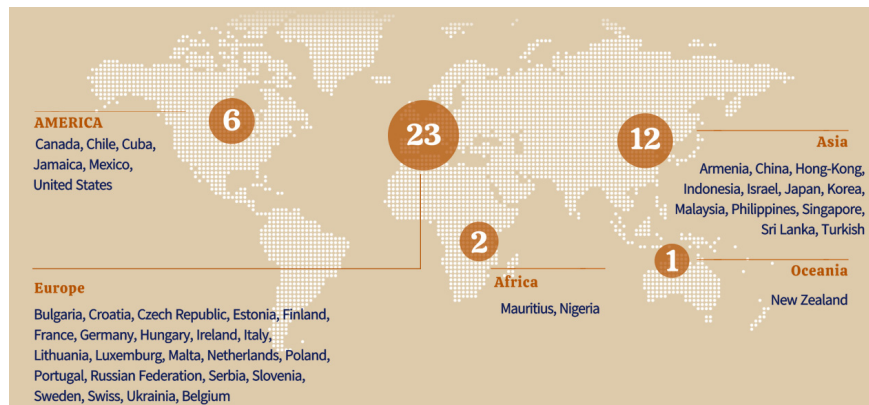 6
AMERICA
Canada, Chile, Cuba,
Jamaica, Mexico,
United States
23
Europe
Bulgaria, Croatia, Czech Republic, Estonia, Finland,
France, Germany, Hungary, Ireland, Italy,
Lithuania, Luxemburg, Malta, Netherlands, Poland,
Portugal, Russian Federation, Serbia, Slovenia,
Sweden, Swiss, Ukrainia, Belgium
2
Africa
Mauritius, Nigeria
12
Asia
Armenia, China, Hong-Kong,
Indonesia, Israel, Japan, Korea,
Malaysia, Philippines, Singapore,
Sri Lanka, Turkish
1
Oceania
New Zealand